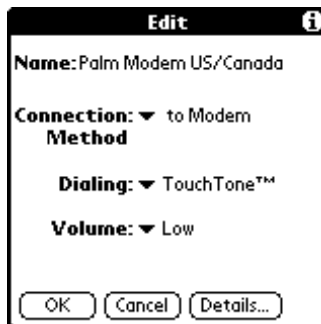 Edit
Name: Palm Modem US/Canada
Connection: to Modem
Method
Dialing: TouchTone™
Volume: Low
OK Cancel Details...